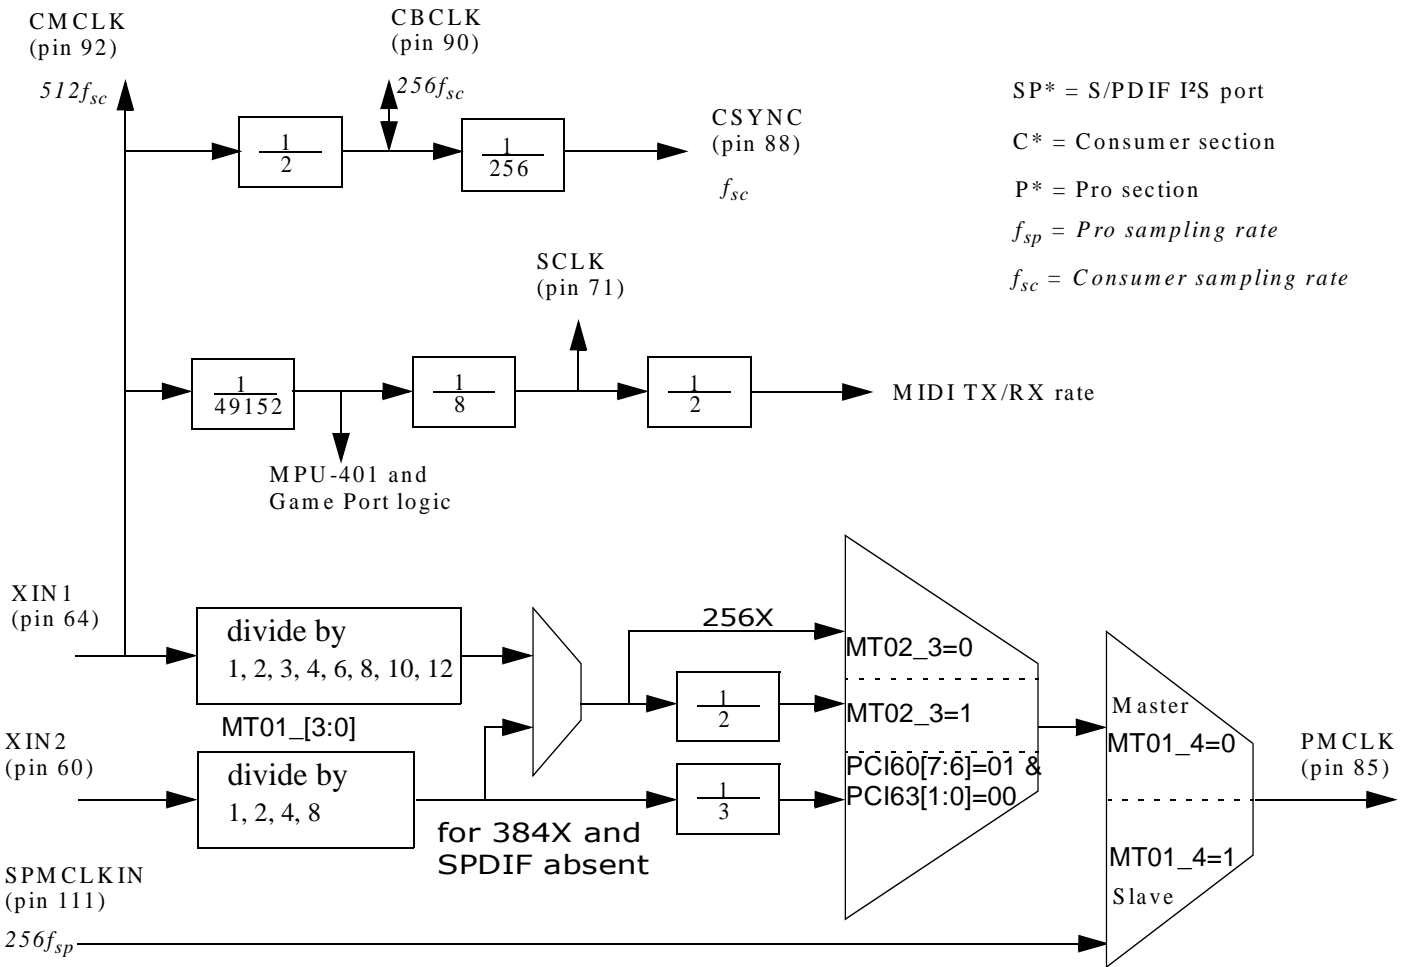 CMCLK
(pin 92)
512fsc
CBCLK
(pin 90)
256fsc
1
2
1
256
CSYNC
(pin 88)
fsc
SP* = S/PDIF I²S port
C* = Consumer section
P* = Pro section
fsp = Pro sampling rate
fsc = Consumer sampling rate
SCLK
(pin 71)
1
49152
1
8
1
2
MIDI TX/RX rate
MPU-401 and
Game Port logic
XIN1
(pin 64)
divide by
1, 2, 3, 4, 6, 8, 10, 12
MT01_[3:0]
XIN2
(pin 60)
divide by
1, 2, 4, 8
for 384X and
SPDIF absent
256X
1
2
1
3
MT02_3=0
MT02_3=1
PCI60[7:6]=01 &
PCI63[1:0]=00
Master
MT01_4=0
MT01_4=1
Slave
PMCLK
(pin 85)
SPMCLKIN
(pin 111)
256fsp